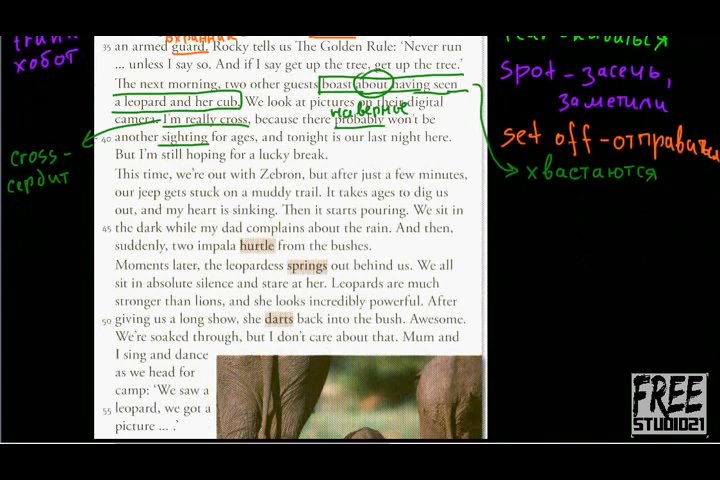 охранник
хобот
35 an armed guard, Rocky tells us The Golden Rule: ‘Never run
... unless I say so. And if I say get up the tree, get up the tree.’
The next morning, two other guests boast about having seen
a leopard and her cub. We look at pictures on their digital
наверное
camera. I’m really cross, because there probably won’t be
40 another sighting for ages, and tonight is our last night here.
But I’m still hoping for a lucky break.
This time, we’re out with Zebron, but after just a few minutes,
our jeep gets stuck on a muddy trail. It takes ages to dig us
out, and my heart is sinking. Then it starts pouring. We sit in
45 the dark while my dad complains about the rain. And then,
suddenly, two impala hurtle from the bushes.
Moments later, the leopardess springs out behind us. We all
sit in absolute silence and stare at her. Leopards are much
stronger than lions, and she looks incredibly powerful. After
50 giving us a long show, she darts back into the bush. Awesome.
We’re soaked through, but I don’t care about that. Mum and
I sing and dance
as we head for
camp: ‘We saw a
55 leopard, we got a
picture ... .’
cross-
сердит
spot - засечь,
заметили
set off - отправиться
хвастаются
FREE
STUDIO21